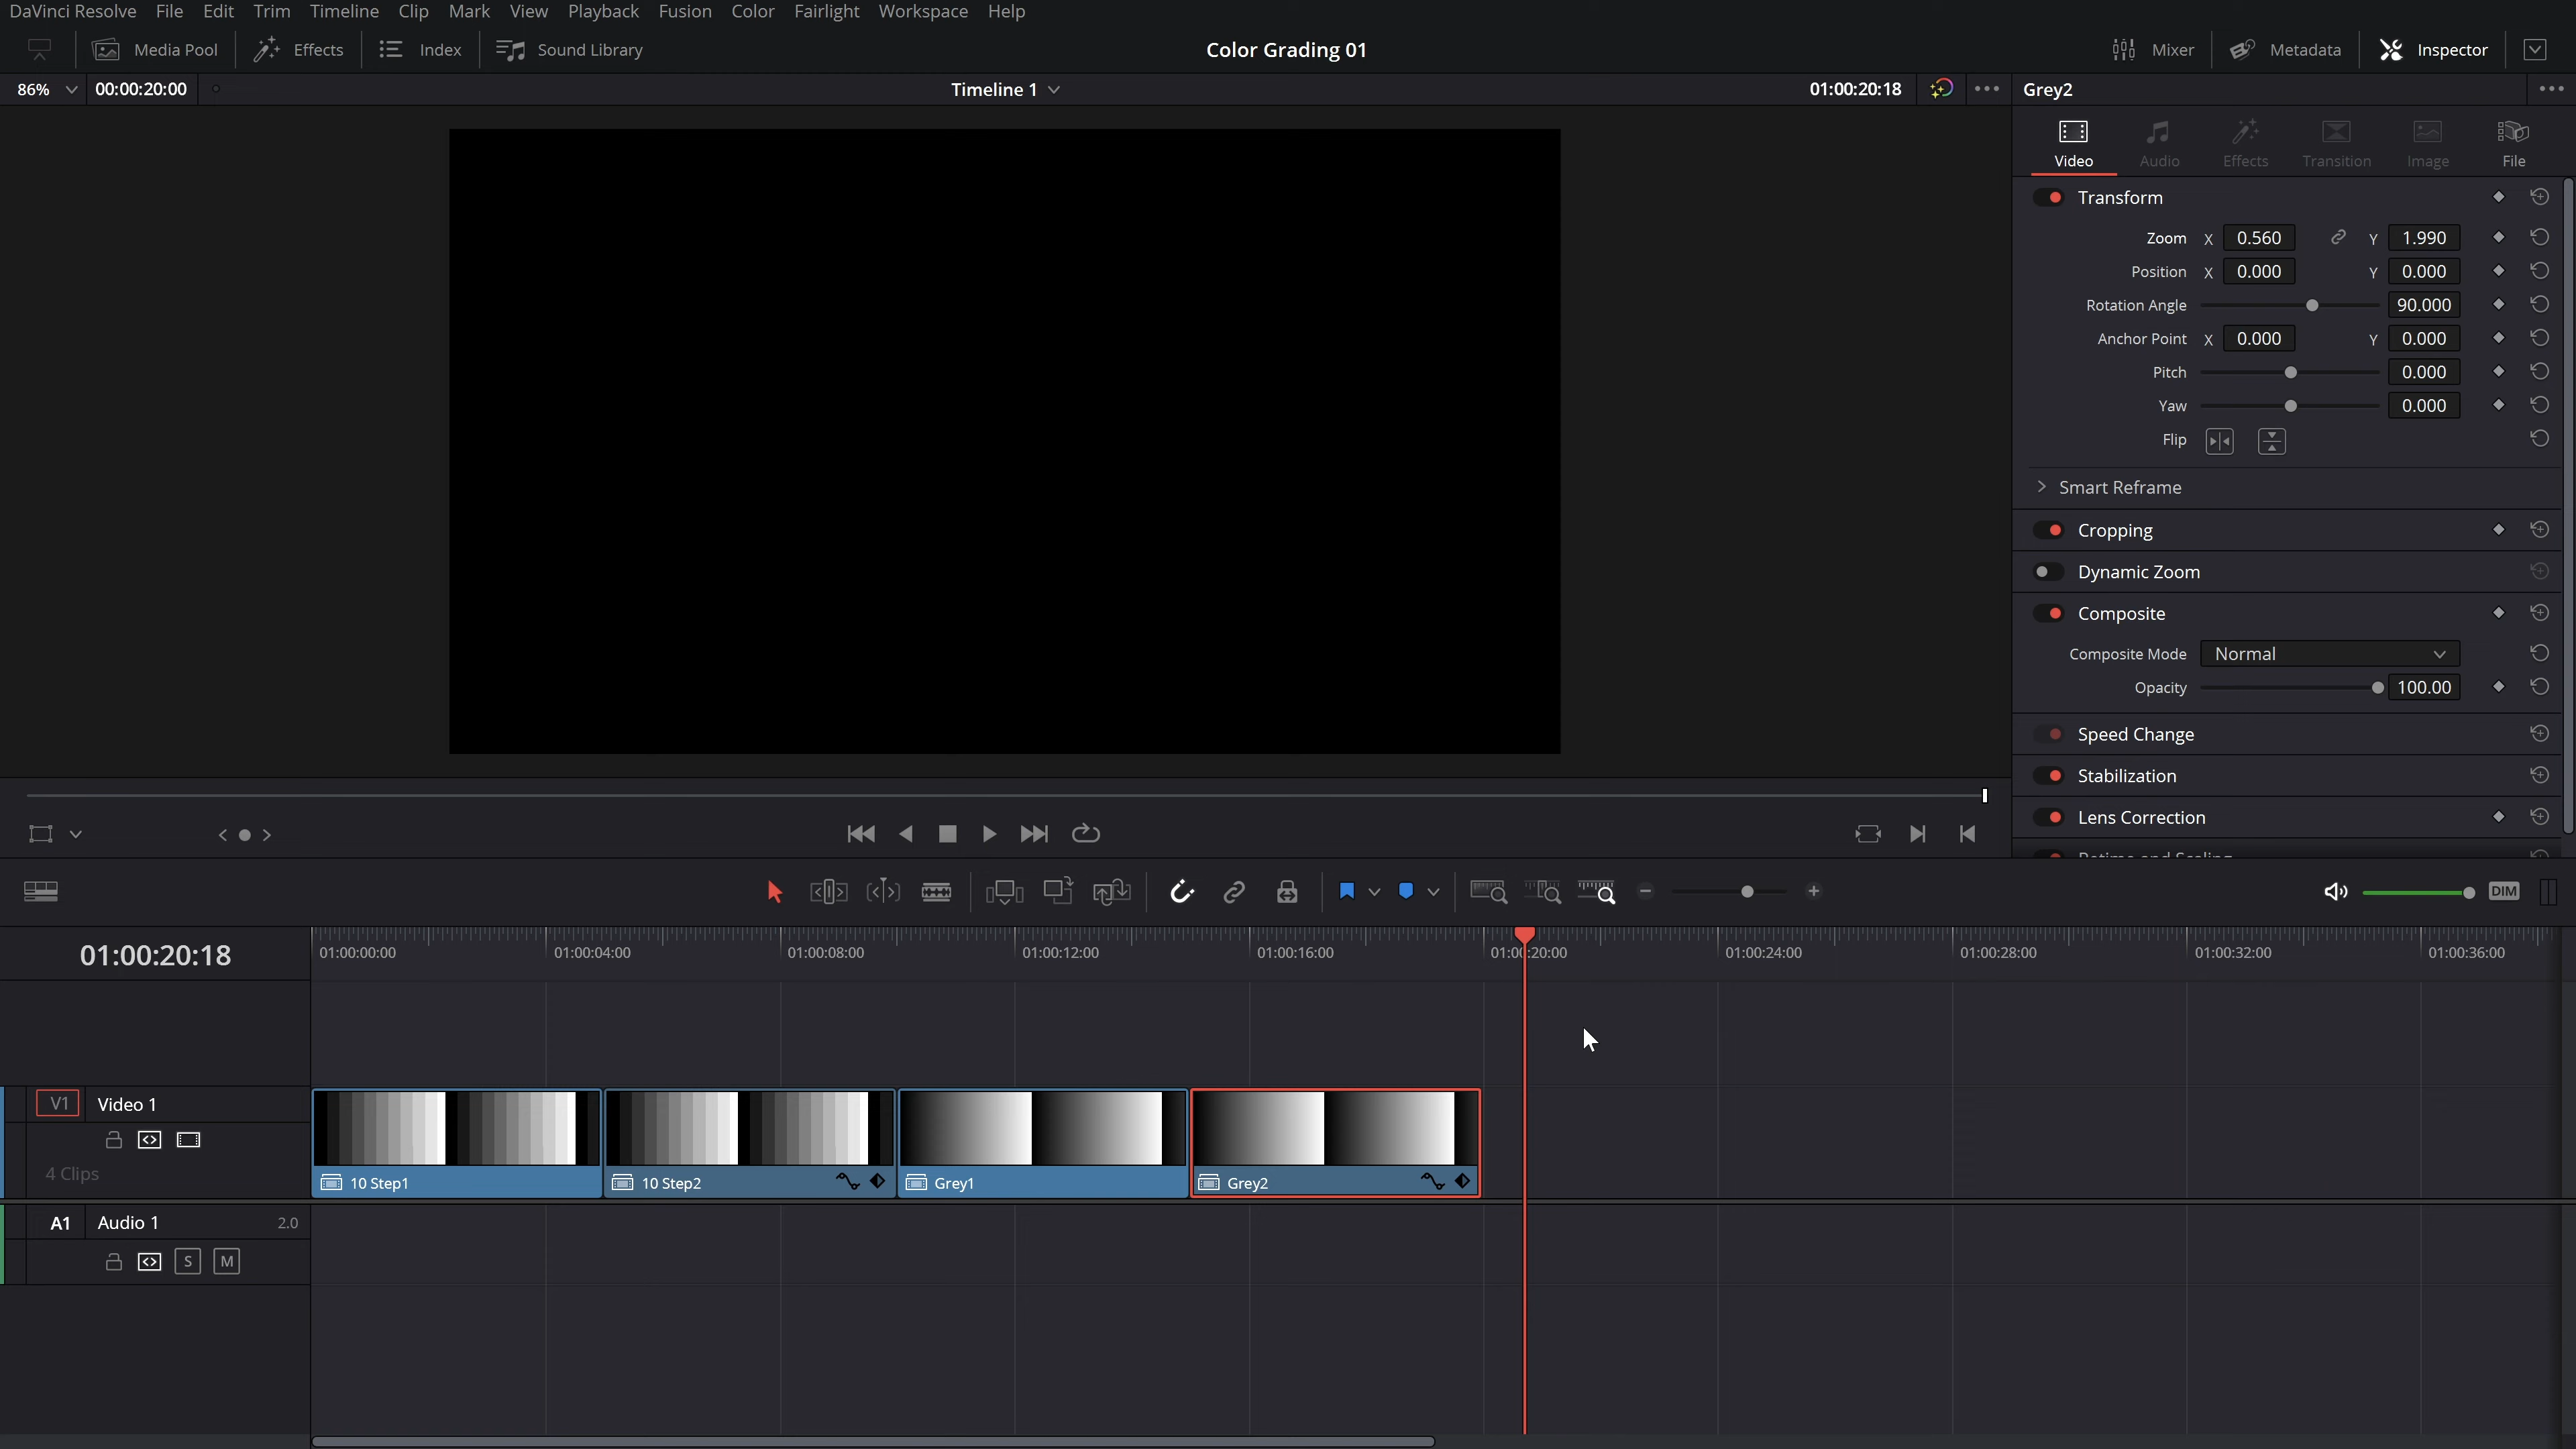 DaVinci Resolve File Edit Trim Timeline Clip Mark View Playback Fusion Color Fairlight Workspace Help
Media Pool Effects Index Sound Library Color Grading 01 Mixer Metadata Inspector
86% 00:00:20:00 Timeline 1 01:00:20:18 Grey2
Video Audio Effects Transition Image File
Transform
Zoom X 0.560 Y 1.990
Position X 0.000 Y 0.000
Rotation Angle 90.000
Anchor Point X 0.000 Y 0.000
Pitch 0.000
Yaw 0.000
Flip
Smart Reframe
Cropping
Dynamic Zoom
Composite
Composite Mode Normal
Opacity 100.00
Speed Change
Stabilization
Lens Correction
Retime and Scaling
DIM
01:00:20:18 01:00:00:00 01:00:04:00 01:00:08:00 01:00:12:00 01:00:16:00 01:00:20:00 01:00:24:00 01:00:28:00 01:00:32:00 01:00:36:00
V1 Video 1
4 Clips
10 Step1 10 Step2 Grey1 Grey2
A1 Audio 1 2.0
S M